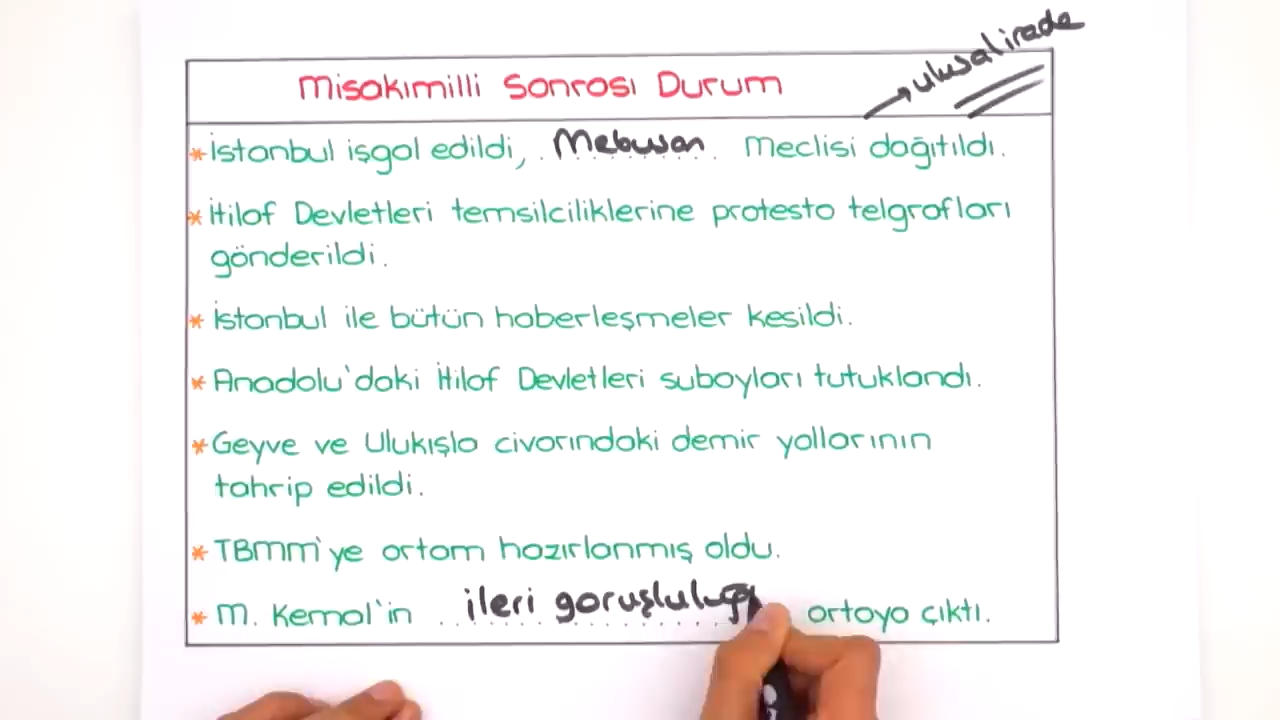 ulusal irade
Misakımilli Sonrası Durum
* İstanbul işgal edildi, Mebusan Meclisi dağıtıldı.
* İtilaf Devletleri temsilciliklerine protesto telgrafları
gönderildi.
* İstanbul ile bütün haberleşmeler kesildi.
* Anadolu'daki İtilaf Devletleri subayları tutuklandı.
* Geyve ve Ulukışla civarındaki demir yollarının
tahrip edildi.
* TBMM'ye ortam hazırlanmış oldu.
* M. Kemal'in ileri goruşluluğ ortaya çıktı.